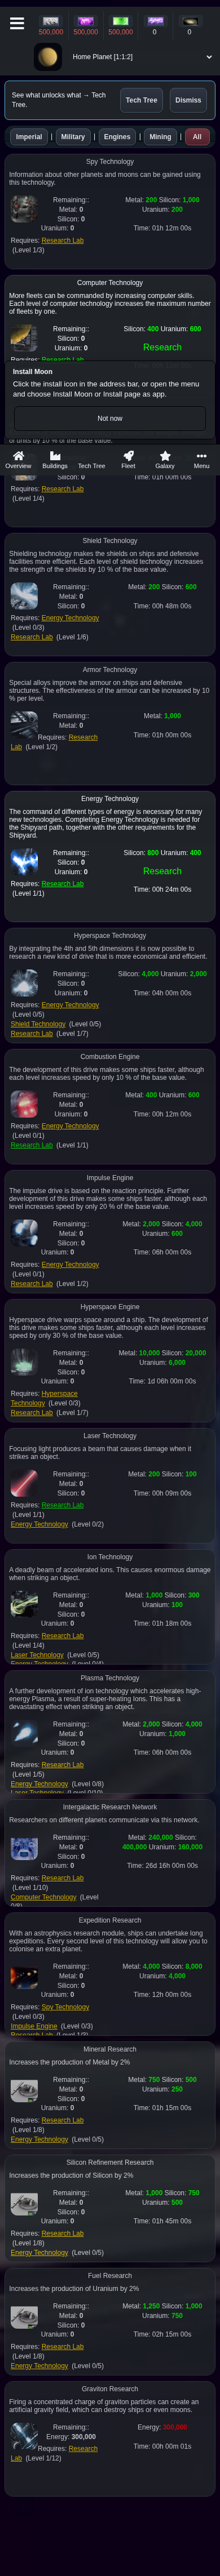 500,000 500,000 500,000 0 0
Home Planet [1:1:2]
See what unlocks what → Tech
Tree.
Tech Tree
Dismiss
Imperial | Military | Engines | Mining | All
Spy Technology
Information about other planets and moons can be gained using
this technology.
Remaining::
Metal: 0
Silicon: 0
Uranium: 0
Metal: 200 Silicon: 1,000
Uranium: 200
Time: 01h 12m 00s
Requires: Research Lab
(Level 1/3)
Computer Technology
More fleets can be commanded by increasing computer skills.
Each level of computer technology increases the maximum number
of fleets by one.
Remaining::
Metal: 0
Silicon: 0
Uranium: 0
Silicon: 400 Uranium: 600
Research
Requires: Research Lab
Install Moon
Click the install icon in the address bar, or open the menu
and choose Install Moon or Install page as app.
Not now
Overview
Buildings
Tech Tree
Fleet
Galaxy
Menu
Silicon: 0
Uranium: 0
Time: 01h 00m 00s
Requires: Research Lab
(Level 1/4)
Shield Technology
Shielding technology makes the shields on ships and defensive
facilities more efficient. Each level of shield technology increases
the strength of the shields by 10 % of the base value.
Remaining::
Metal: 0
Silicon: 0
Metal: 200 Silicon: 600
Time: 00h 48m 00s
Requires: Energy Technology
(Level 0/3)
Research Lab (Level 1/6)
Armor Technology
Special alloys improve the armour on ships and defensive
structures. The effectiveness of the armour can be increased by 10
% per level.
Remaining::
Metal: 0
Metal: 1,000
Time: 01h 00m 00s
Requires: Research
Lab (Level 1/2)
Energy Technology
The command of different types of energy is necessary for many
new technologies. Completing Energy Technology is needed for
the Shipyard path, together with the other requirements for the
Shipyard.
Remaining::
Metal: 0
Silicon: 0
Uranium: 0
Silicon: 800 Uranium: 400
Research
Time: 00h 24m 00s
Requires: Research Lab
(Level 1/1)
Hyperspace Technology
By integrating the 4th and 5th dimensions it is now possible to
research a new kind of drive that is more economical and efficient.
Remaining::
Metal: 0
Silicon: 0
Uranium: 0
Silicon: 4,000 Uranium: 2,000
Time: 04h 00m 00s
Requires: Energy Technology
(Level 0/5)
Shield Technology (Level 0/5)
Research Lab (Level 1/7)
Combustion Engine
The development of this drive makes some ships faster, although
each level increases speed by only 10 % of the base value.
Remaining::
Metal: 0
Uranium: 0
Metal: 400 Uranium: 600
Time: 00h 12m 00s
Requires: Energy Technology
(Level 0/1)
Research Lab (Level 1/1)
Impulse Engine
The impulse drive is based on the reaction principle. Further
development of this drive makes some ships faster, although each
level increases speed by only 20 % of the base value.
Remaining::
Metal: 0
Silicon: 0
Uranium: 0
Metal: 2,000 Silicon: 4,000
Uranium: 600
Time: 06h 00m 00s
Requires: Energy Technology
(Level 0/1)
Research Lab (Level 1/2)
Hyperspace Engine
Hyperspace drive warps space around a ship. The development of
this drive makes some ships faster, although each level increases
speed by only 30 % of the base value.
Remaining::
Metal: 0
Silicon: 0
Uranium: 0
Metal: 10,000 Silicon: 20,000
Uranium: 6,000
Time: 1d 06h 00m 00s
Requires: Hyperspace
Technology (Level 0/3)
Research Lab (Level 1/7)
Laser Technology
Focusing light produces a beam that causes damage when it
strikes an object.
Remaining::
Metal: 0
Silicon: 0
Metal: 200 Silicon: 100
Time: 00h 09m 00s
Requires: Research Lab
(Level 1/1)
Energy Technology (Level 0/2)
Ion Technology
A deadly beam of accelerated ions. This causes enormous damage
when striking an object.
Remaining::
Metal: 0
Silicon: 0
Uranium: 0
Metal: 1,000 Silicon: 300
Uranium: 100
Time: 01h 18m 00s
Requires: Research Lab
(Level 1/4)
Laser Technology (Level 0/5)
Plasma Technology
A further development of ion technology which accelerates high-
energy Plasma, a result of super-heating Ions. This has a
devastating effect when striking an object.
Remaining::
Metal: 0
Silicon: 0
Uranium: 0
Metal: 2,000 Silicon: 4,000
Uranium: 1,000
Time: 06h 00m 00s
Requires: Research Lab
(Level 1/5)
Energy Technology (Level 0/8)
Laser Technology (Level 0/10)
Intergalactic Research Network
Researchers on different planets communicate via this network.
Remaining::
Metal: 0
Silicon: 0
Uranium: 0
Metal: 240,000 Silicon:
400,000 Uranium: 160,000
Time: 26d 16h 00m 00s
Requires: Research Lab
(Level 1/10)
Computer Technology (Level
0/8)
Expedition Research
With an astrophysics research module, ships can undertake long
expeditions. Every second level of this technology will allow you to
colonise an extra planet.
Remaining::
Metal: 0
Silicon: 0
Uranium: 0
Metal: 4,000 Silicon: 8,000
Uranium: 4,000
Time: 12h 00m 00s
Requires: Spy Technology
(Level 0/3)
Impulse Engine (Level 0/3)
Research Lab (Level 1/3)
Mineral Research
Increases the production of Metal by 2%
Remaining::
Metal: 0
Silicon: 0
Uranium: 0
Metal: 750 Silicon: 500
Uranium: 250
Time: 01h 15m 00s
Requires: Research Lab
(Level 1/8)
Energy Technology (Level 0/5)
Silicon Refinement Research
Increases the production of Silicon by 2%
Remaining::
Metal: 0
Silicon: 0
Uranium: 0
Metal: 1,000 Silicon: 750
Uranium: 500
Time: 01h 45m 00s
Requires: Research Lab
(Level 1/8)
Energy Technology (Level 0/5)
Fuel Research
Increases the production of Uranium by 2%
Remaining::
Metal: 0
Silicon: 0
Uranium: 0
Metal: 1,250 Silicon: 1,000
Uranium: 750
Time: 02h 15m 00s
Requires: Research Lab
(Level 1/8)
Energy Technology (Level 0/5)
Graviton Research
Firing a concentrated charge of graviton particles can create an
artificial gravity field, which can destroy ships or even moons.
Remaining::
Energy: 300,000
Energy: 300,000
Time: 00h 00m 01s
Requires: Research
Lab (Level 1/12)